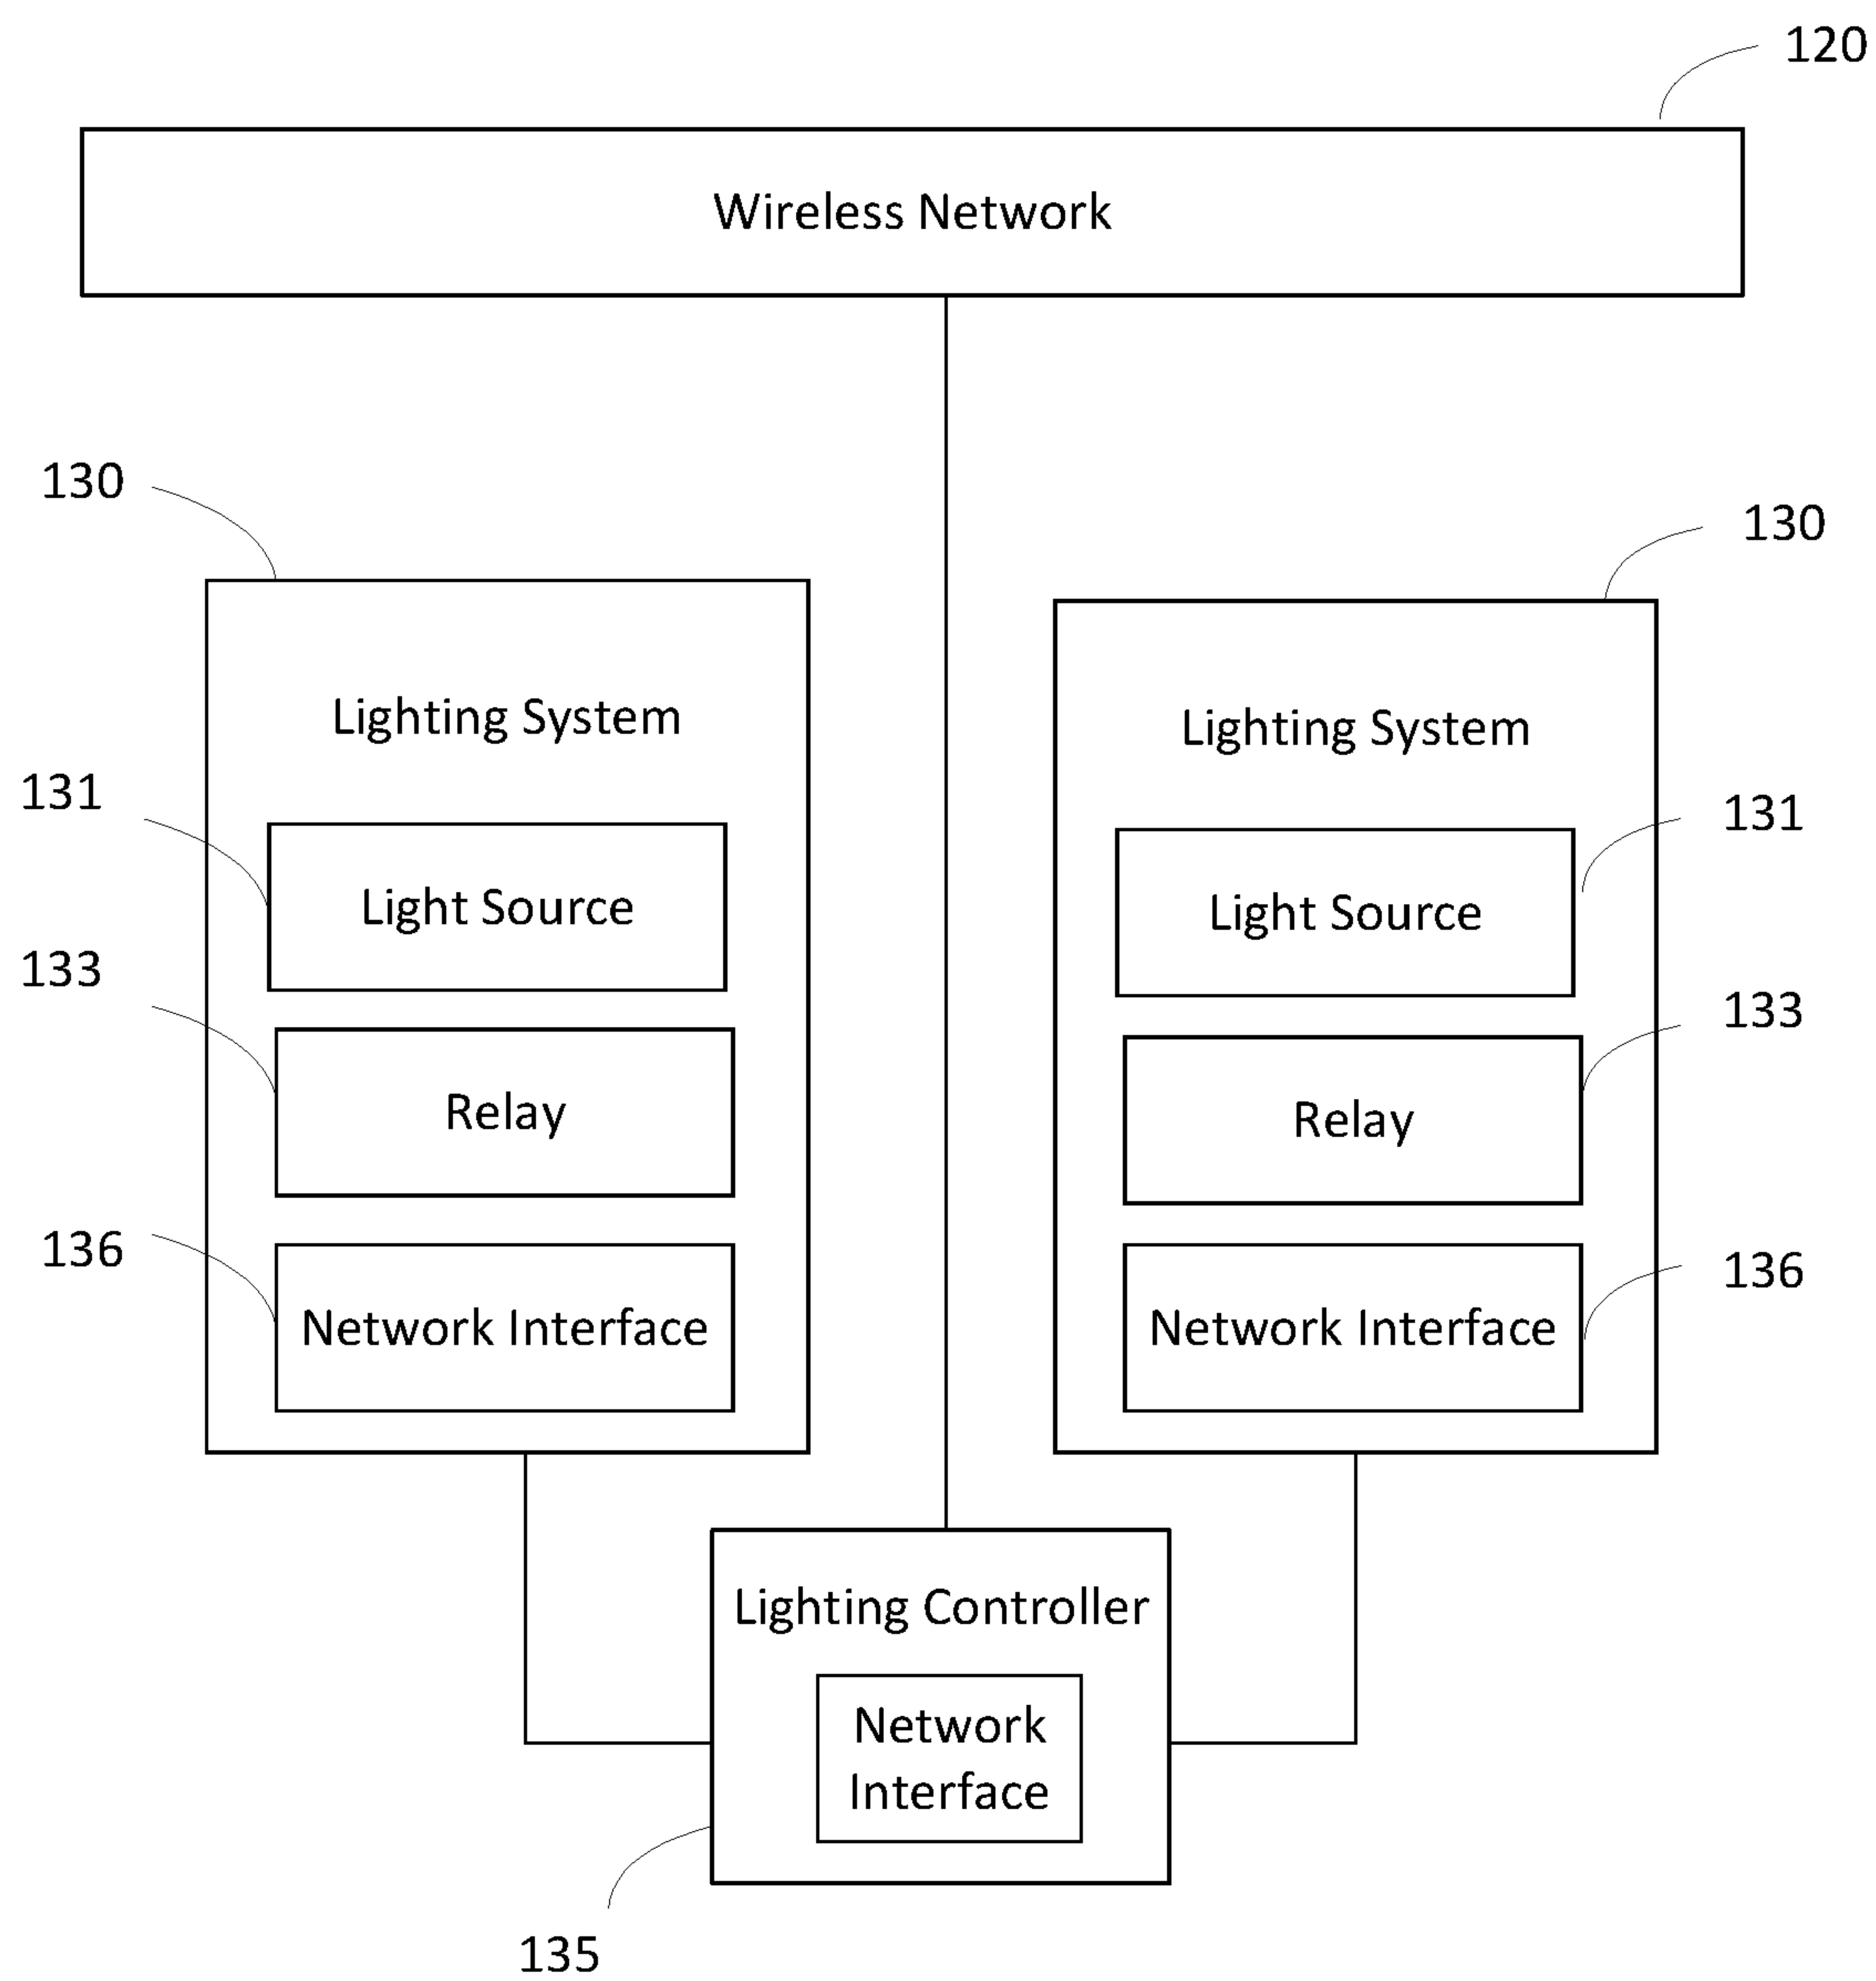 120
Wireless Network
130
130
Lighting System
Lighting System
131
131
Light Source
Light Source
133
133
Relay
Relay
136
136
Network Interface
Network Interface
Lighting Controller
Network
Interface
135